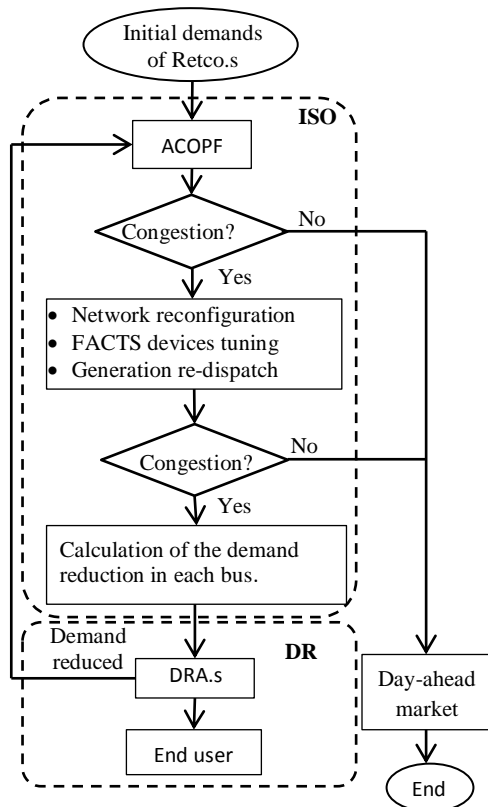 Initial demands
of Retco.s
ISO
ACOPF
Congestion?
No
Yes
• Network reconfiguration
• FACTS devices tuning
• Generation re-dispatch
Congestion?
No
Yes
Calculation of the demand
reduction in each bus.
Demand
reduced
DR
DRA.s
End user
Day-ahead
market
End